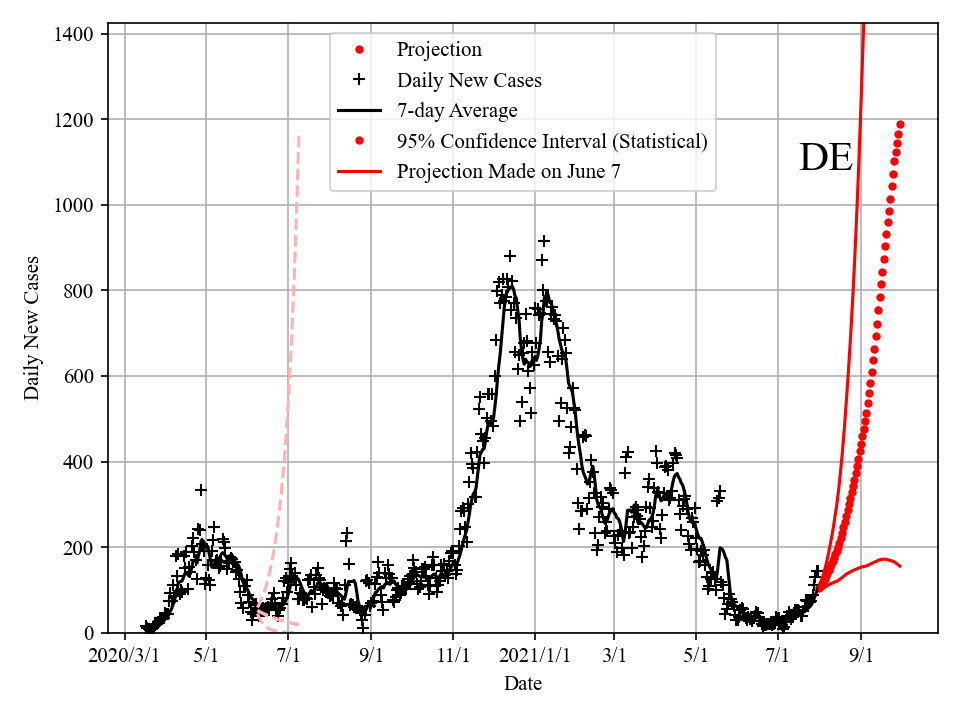 1400
1200
1000
800
600
400
200
0
Daily New Cases
Projection
Daily New Cases
7-day Average
95% Confidence Interval (Statistical)
Projection Made on June 7
DE
2020/3/1 5/1 7/1 9/1 11/1 2021/1/1 3/1 5/1 7/1 9/1
Date